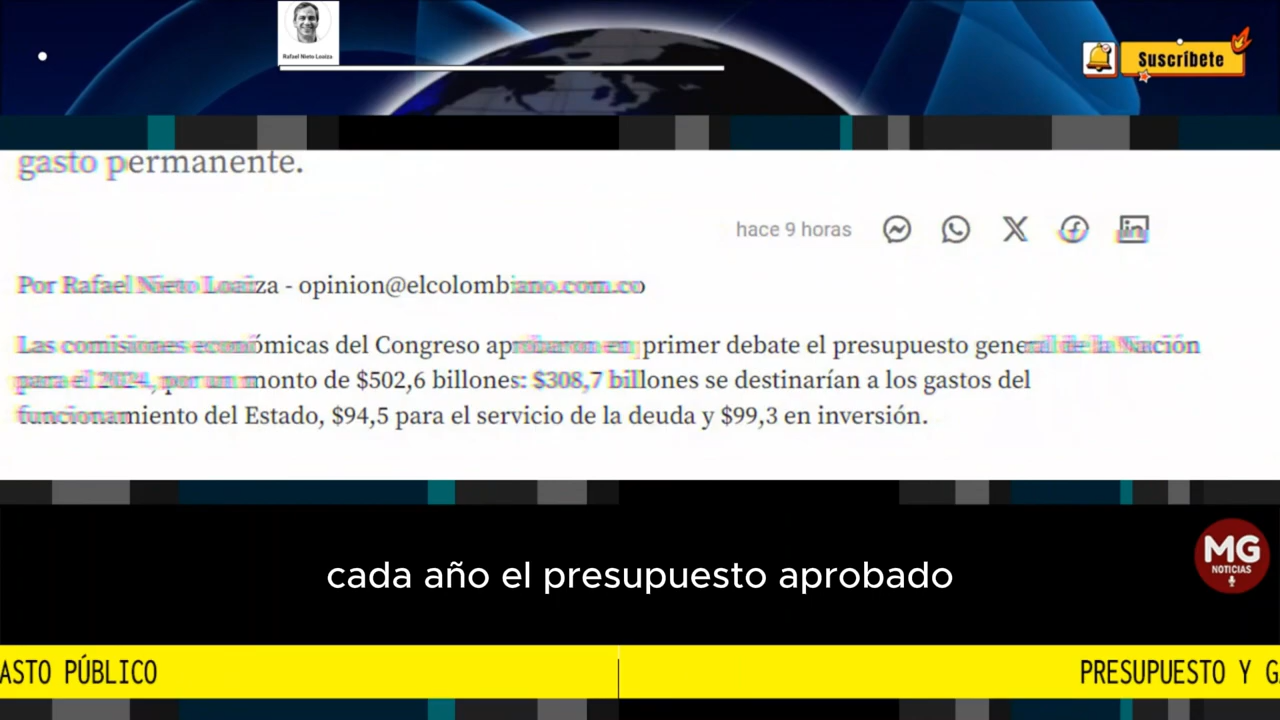 Rafael Nieto Loaiza
Suscríbete
gasto permanente.
hace 9 horas
Por Rafael Nieto Loaiza - opinion@elcolombiano.com.co
Las comisiones económicas del Congreso aprobaron en primer debate el presupuesto general de la Nación
para el 2024, por un monto de $502,6 billones: $308,7 billones se destinarían a los gastos del
funcionamiento del Estado, $94,5 para el servicio de la deuda y $99,3 en inversión.
MG
NOTICIAS
cada año el presupuesto aprobado
ASTO PÚBLICO
PRESUPUESTO Y G